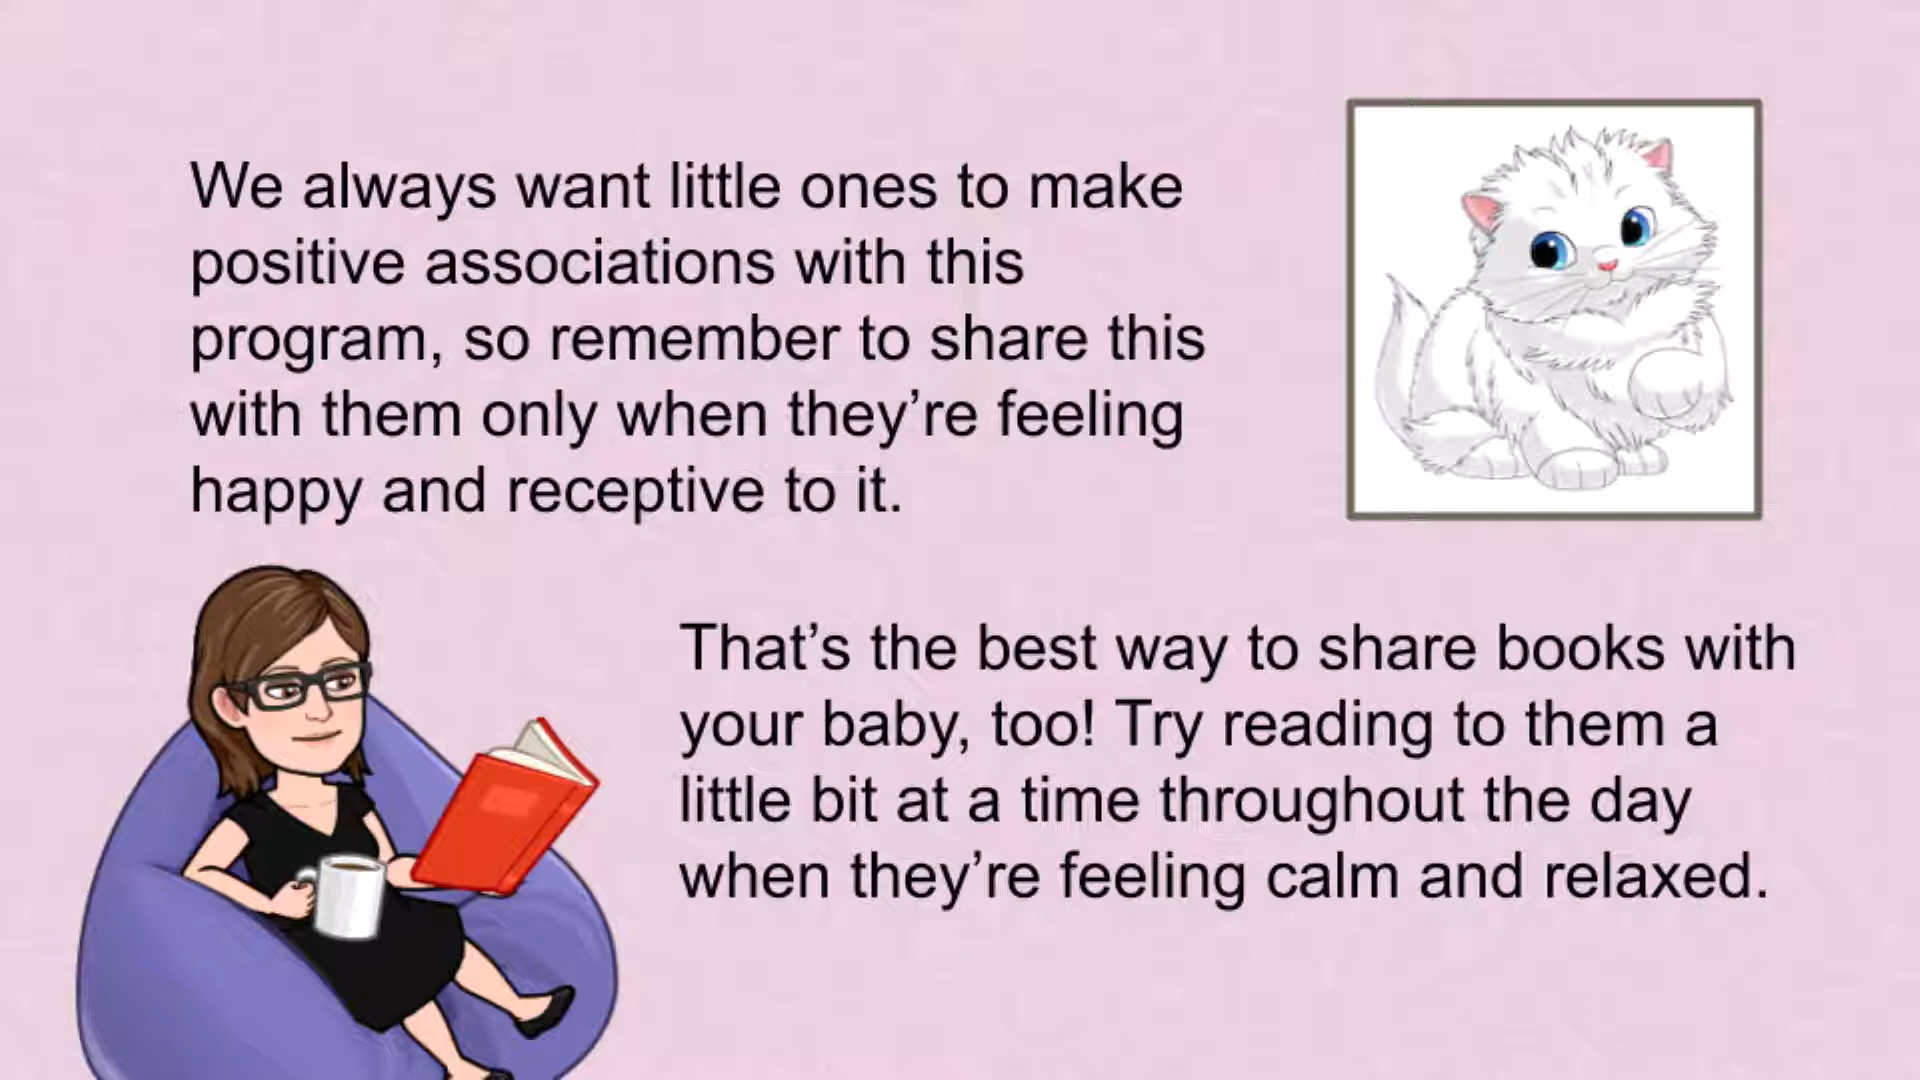 We always want little ones to make
positive associations with this
program, so remember to share this
with them only when they’re feeling
happy and receptive to it.
That’s the best way to share books with
your baby, too! Try reading to them a
little bit at a time throughout the day
when they’re feeling calm and relaxed.